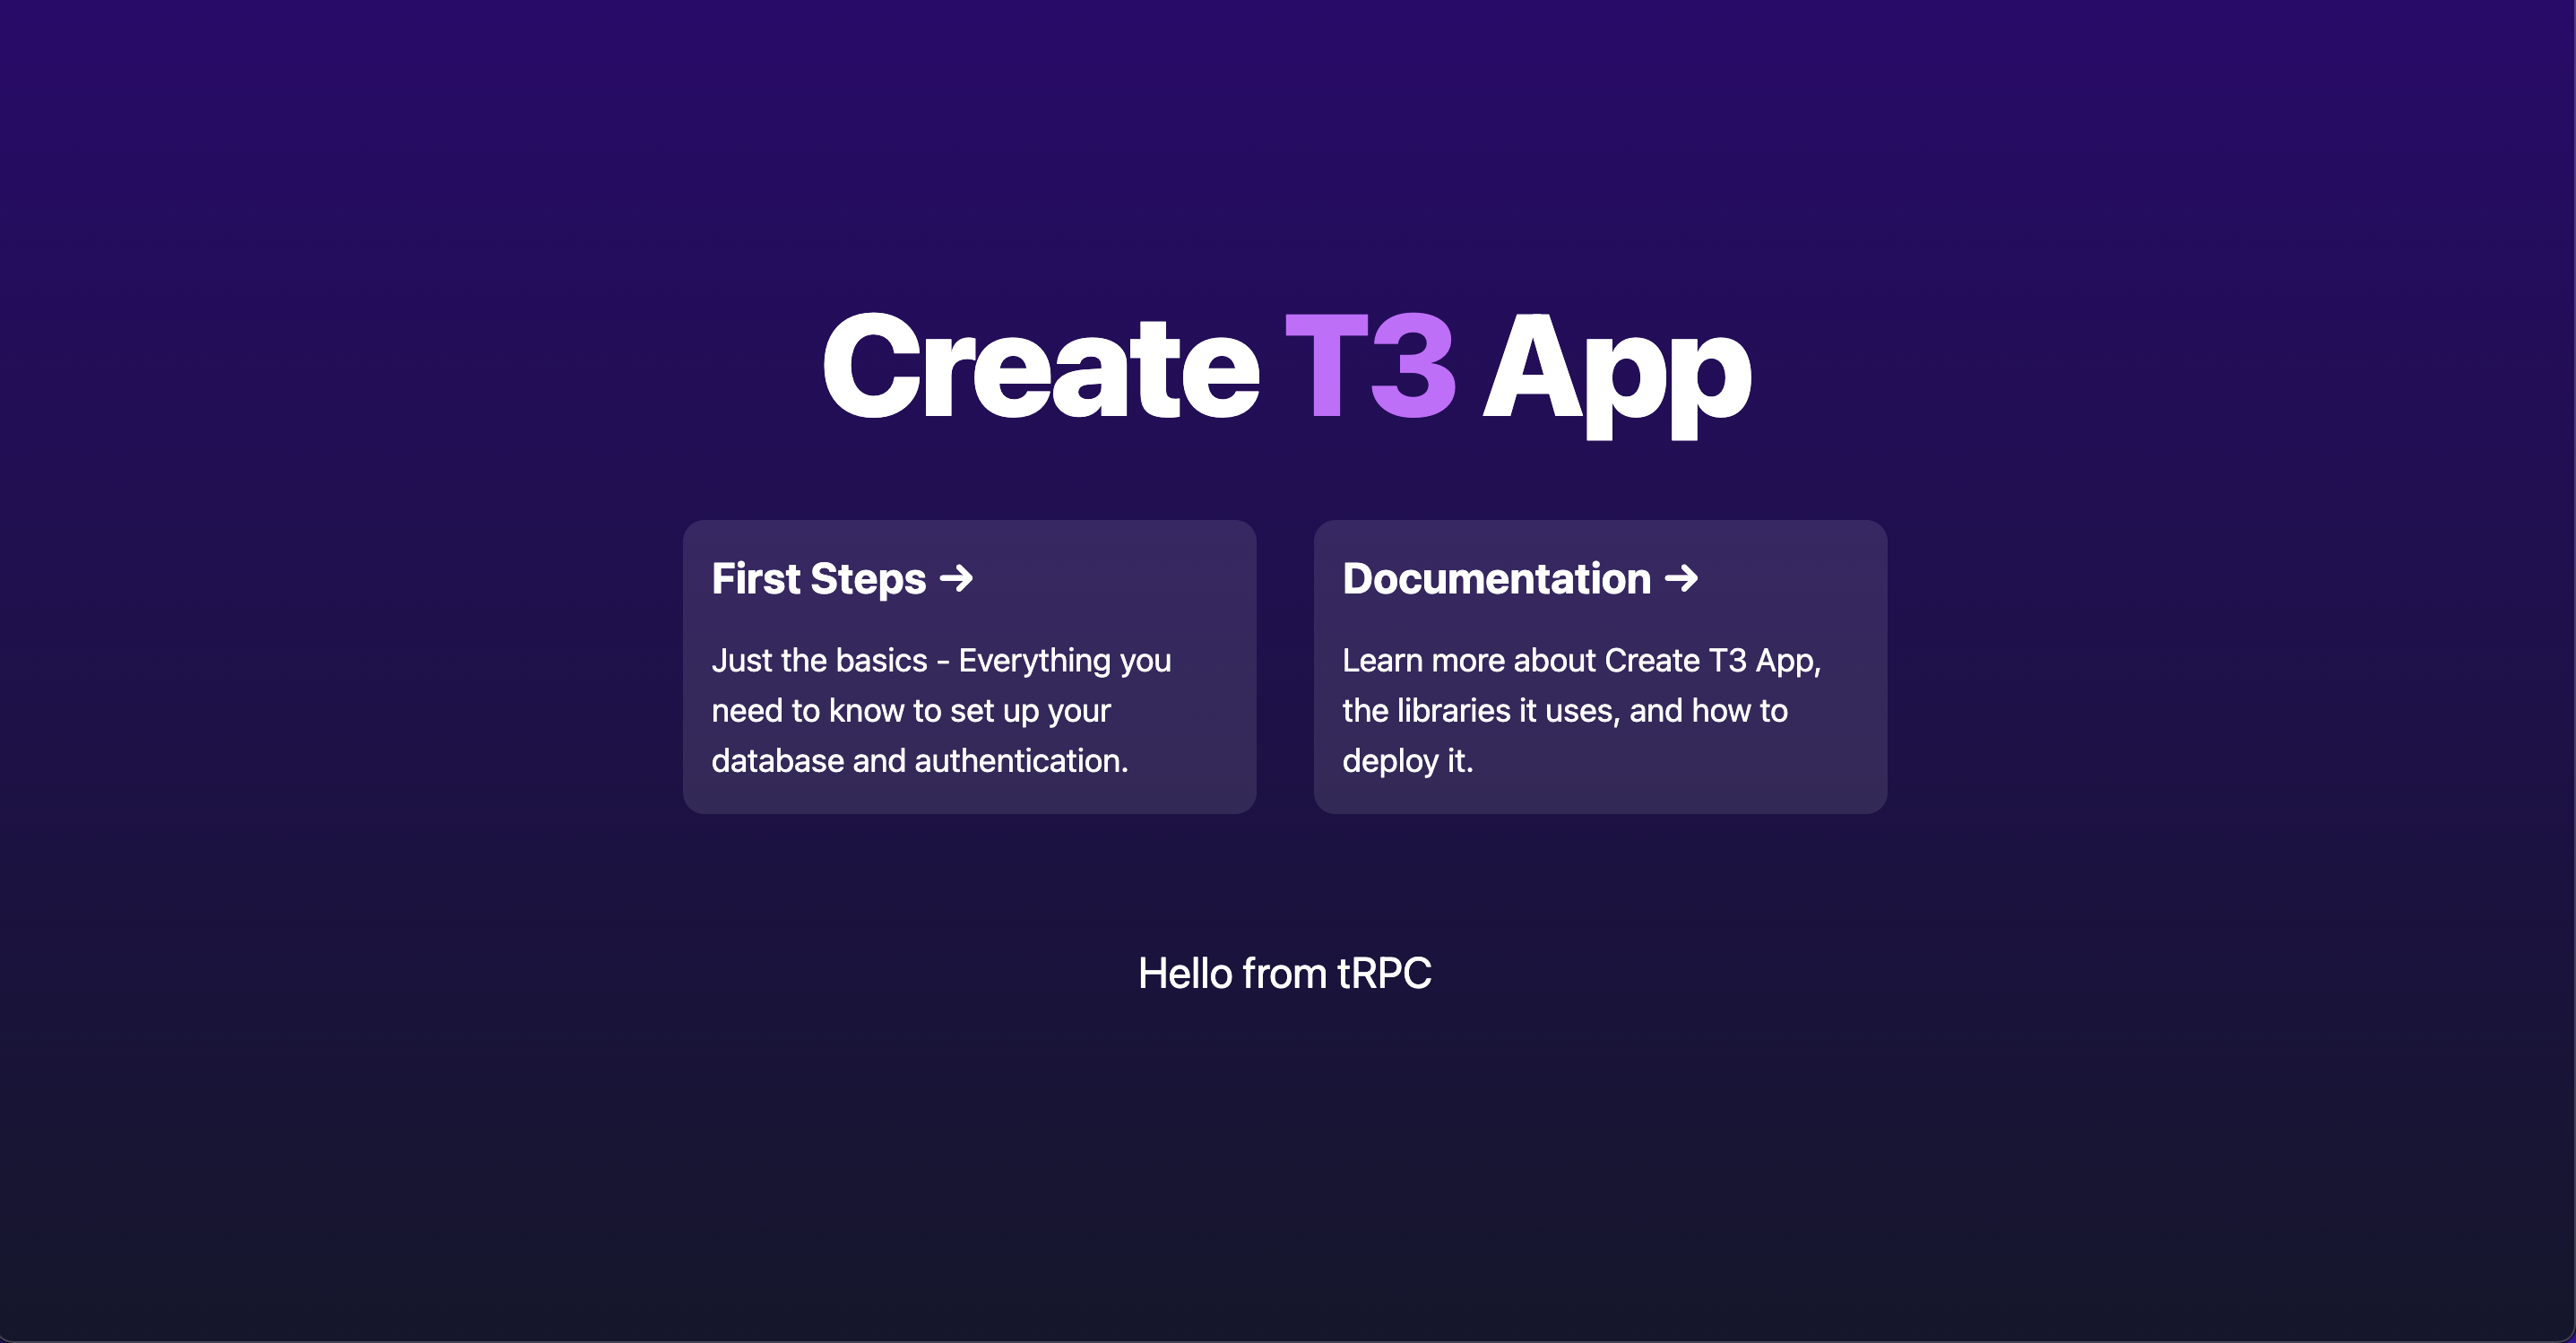 Create T3 App
First Steps →
Just the basics - Everything you
need to know to set up your
database and authentication.
Documentation →
Learn more about Create T3 App,
the libraries it uses, and how to
deploy it.
Hello from tRPC